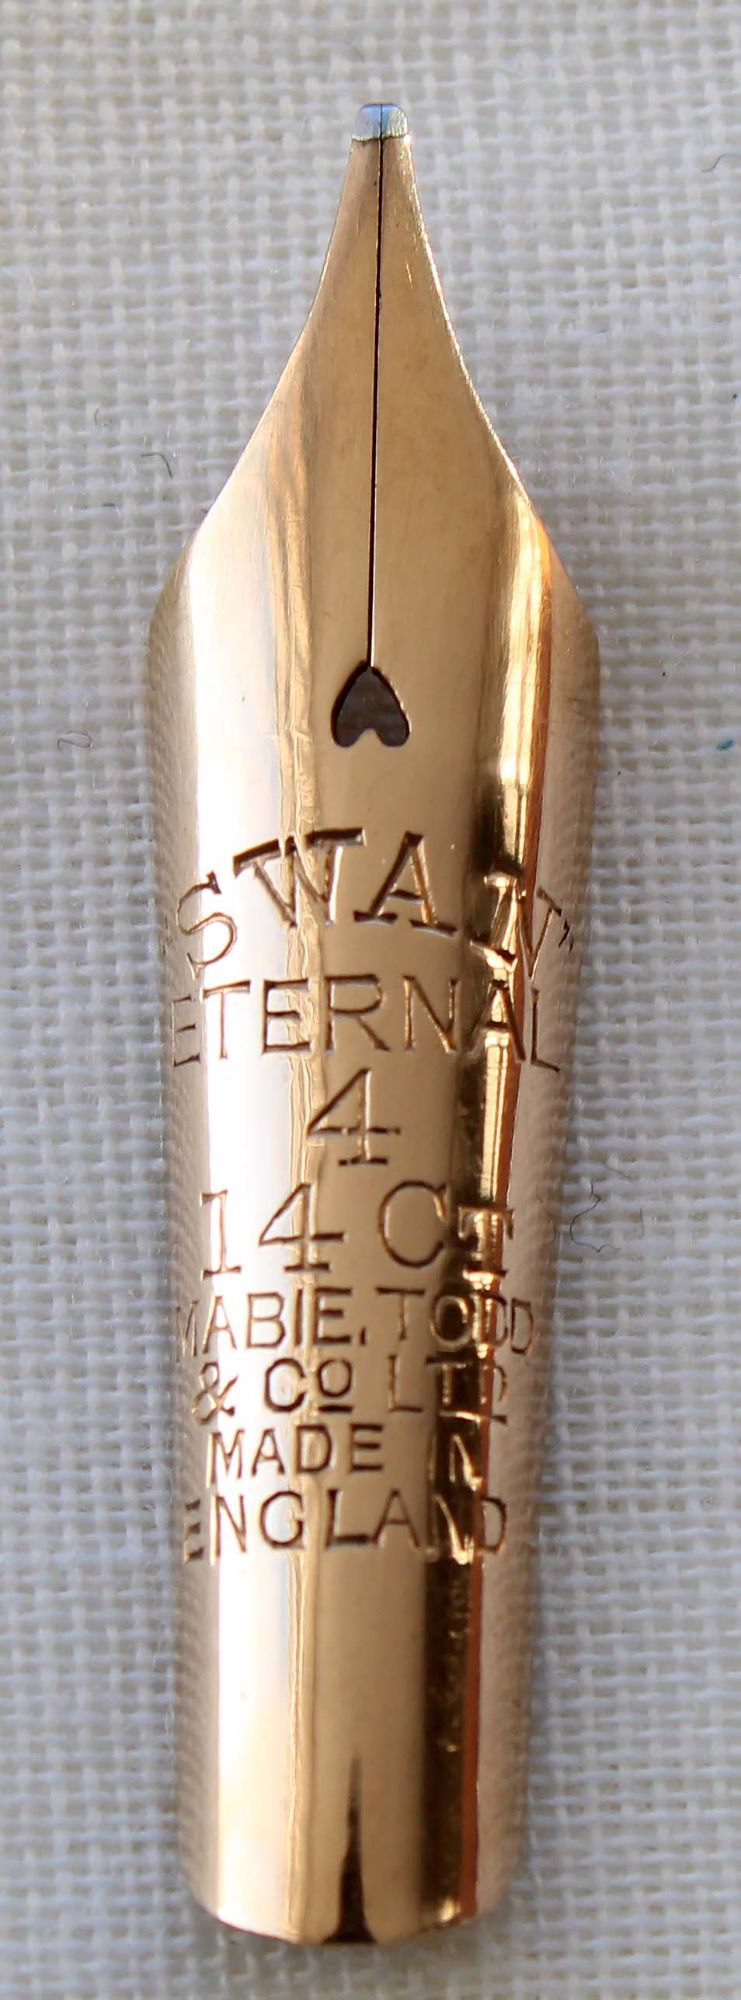 "SWAN"
ETERNAL
4
14 CT
MABIE. TODD
& Co LTD
MADE IN
ENGLAND